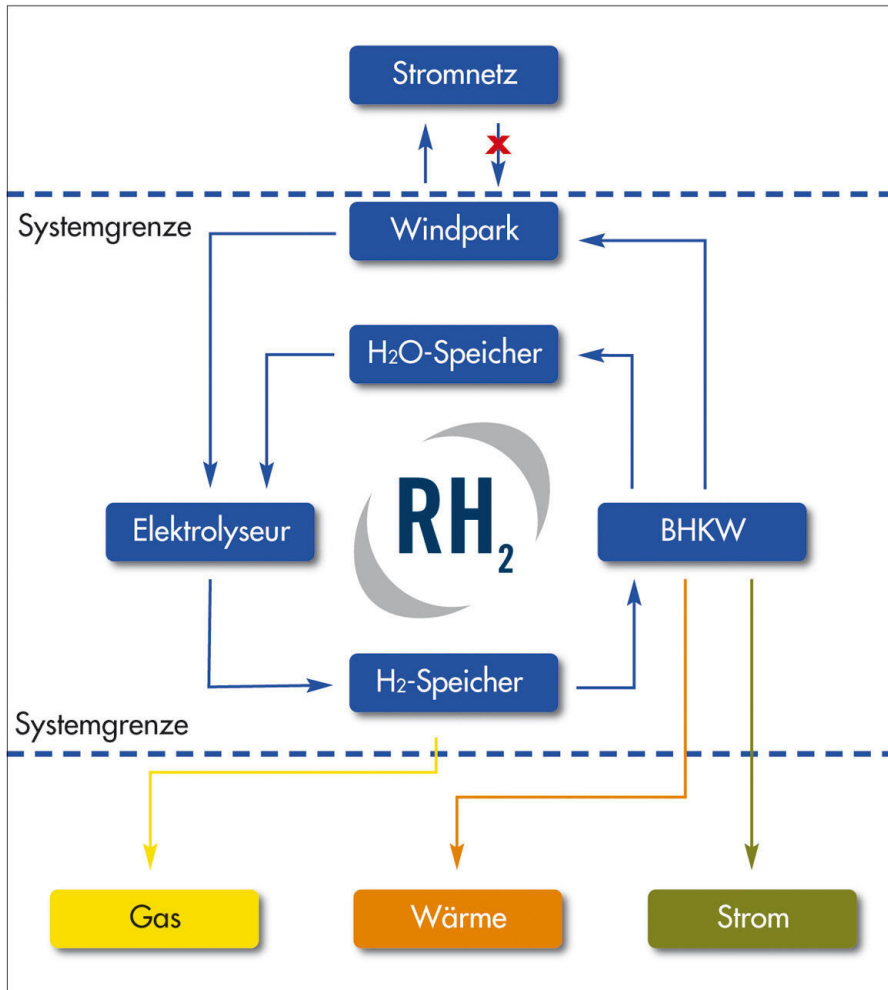 Stromnetz
Systemgrenze
Windpark
H₂O-Speicher
RH₂
Elektrolyseur
BHKW
H₂-Speicher
Systemgrenze
Gas
Wärme
Strom